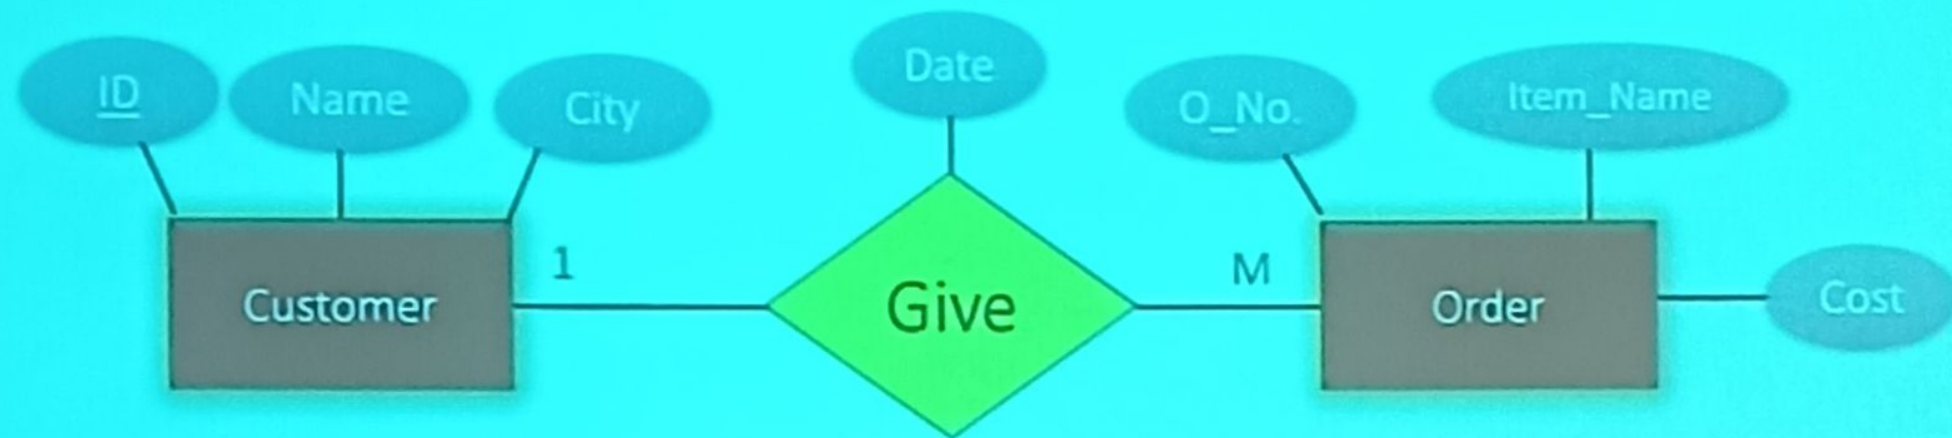 ID
Name
City
Date
O_No.
Item_Name
Customer
1
Give
M
Order
Cost